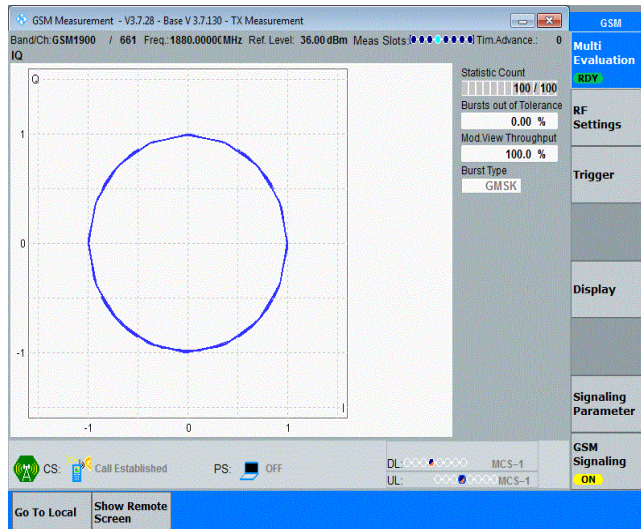 GSM Measurement - V3.7.28 - Base V 3.7.130 - TX Measurement
GSM
Band/Ch: GSM1900 / 661 Freq.: 1880.00000 MHz Ref. Level: 36.00 dBm Meas Slots: Tim.Advance.: 0
IQ
Multi Evaluation
RDY
RF Settings
Trigger
Display
Signaling Parameter
GSM Signaling
ON
Statistic Count
100 / 100
Bursts out of Tolerance
0.00 %
Mod.View Throughput
100.0 %
Burst Type
GMSK
Q
1
0
-1
-1 0 1
I
CS: Call Established PS: OFF
DL: MCS-1
UL: MCS-1
Go To Local
Show Remote Screen